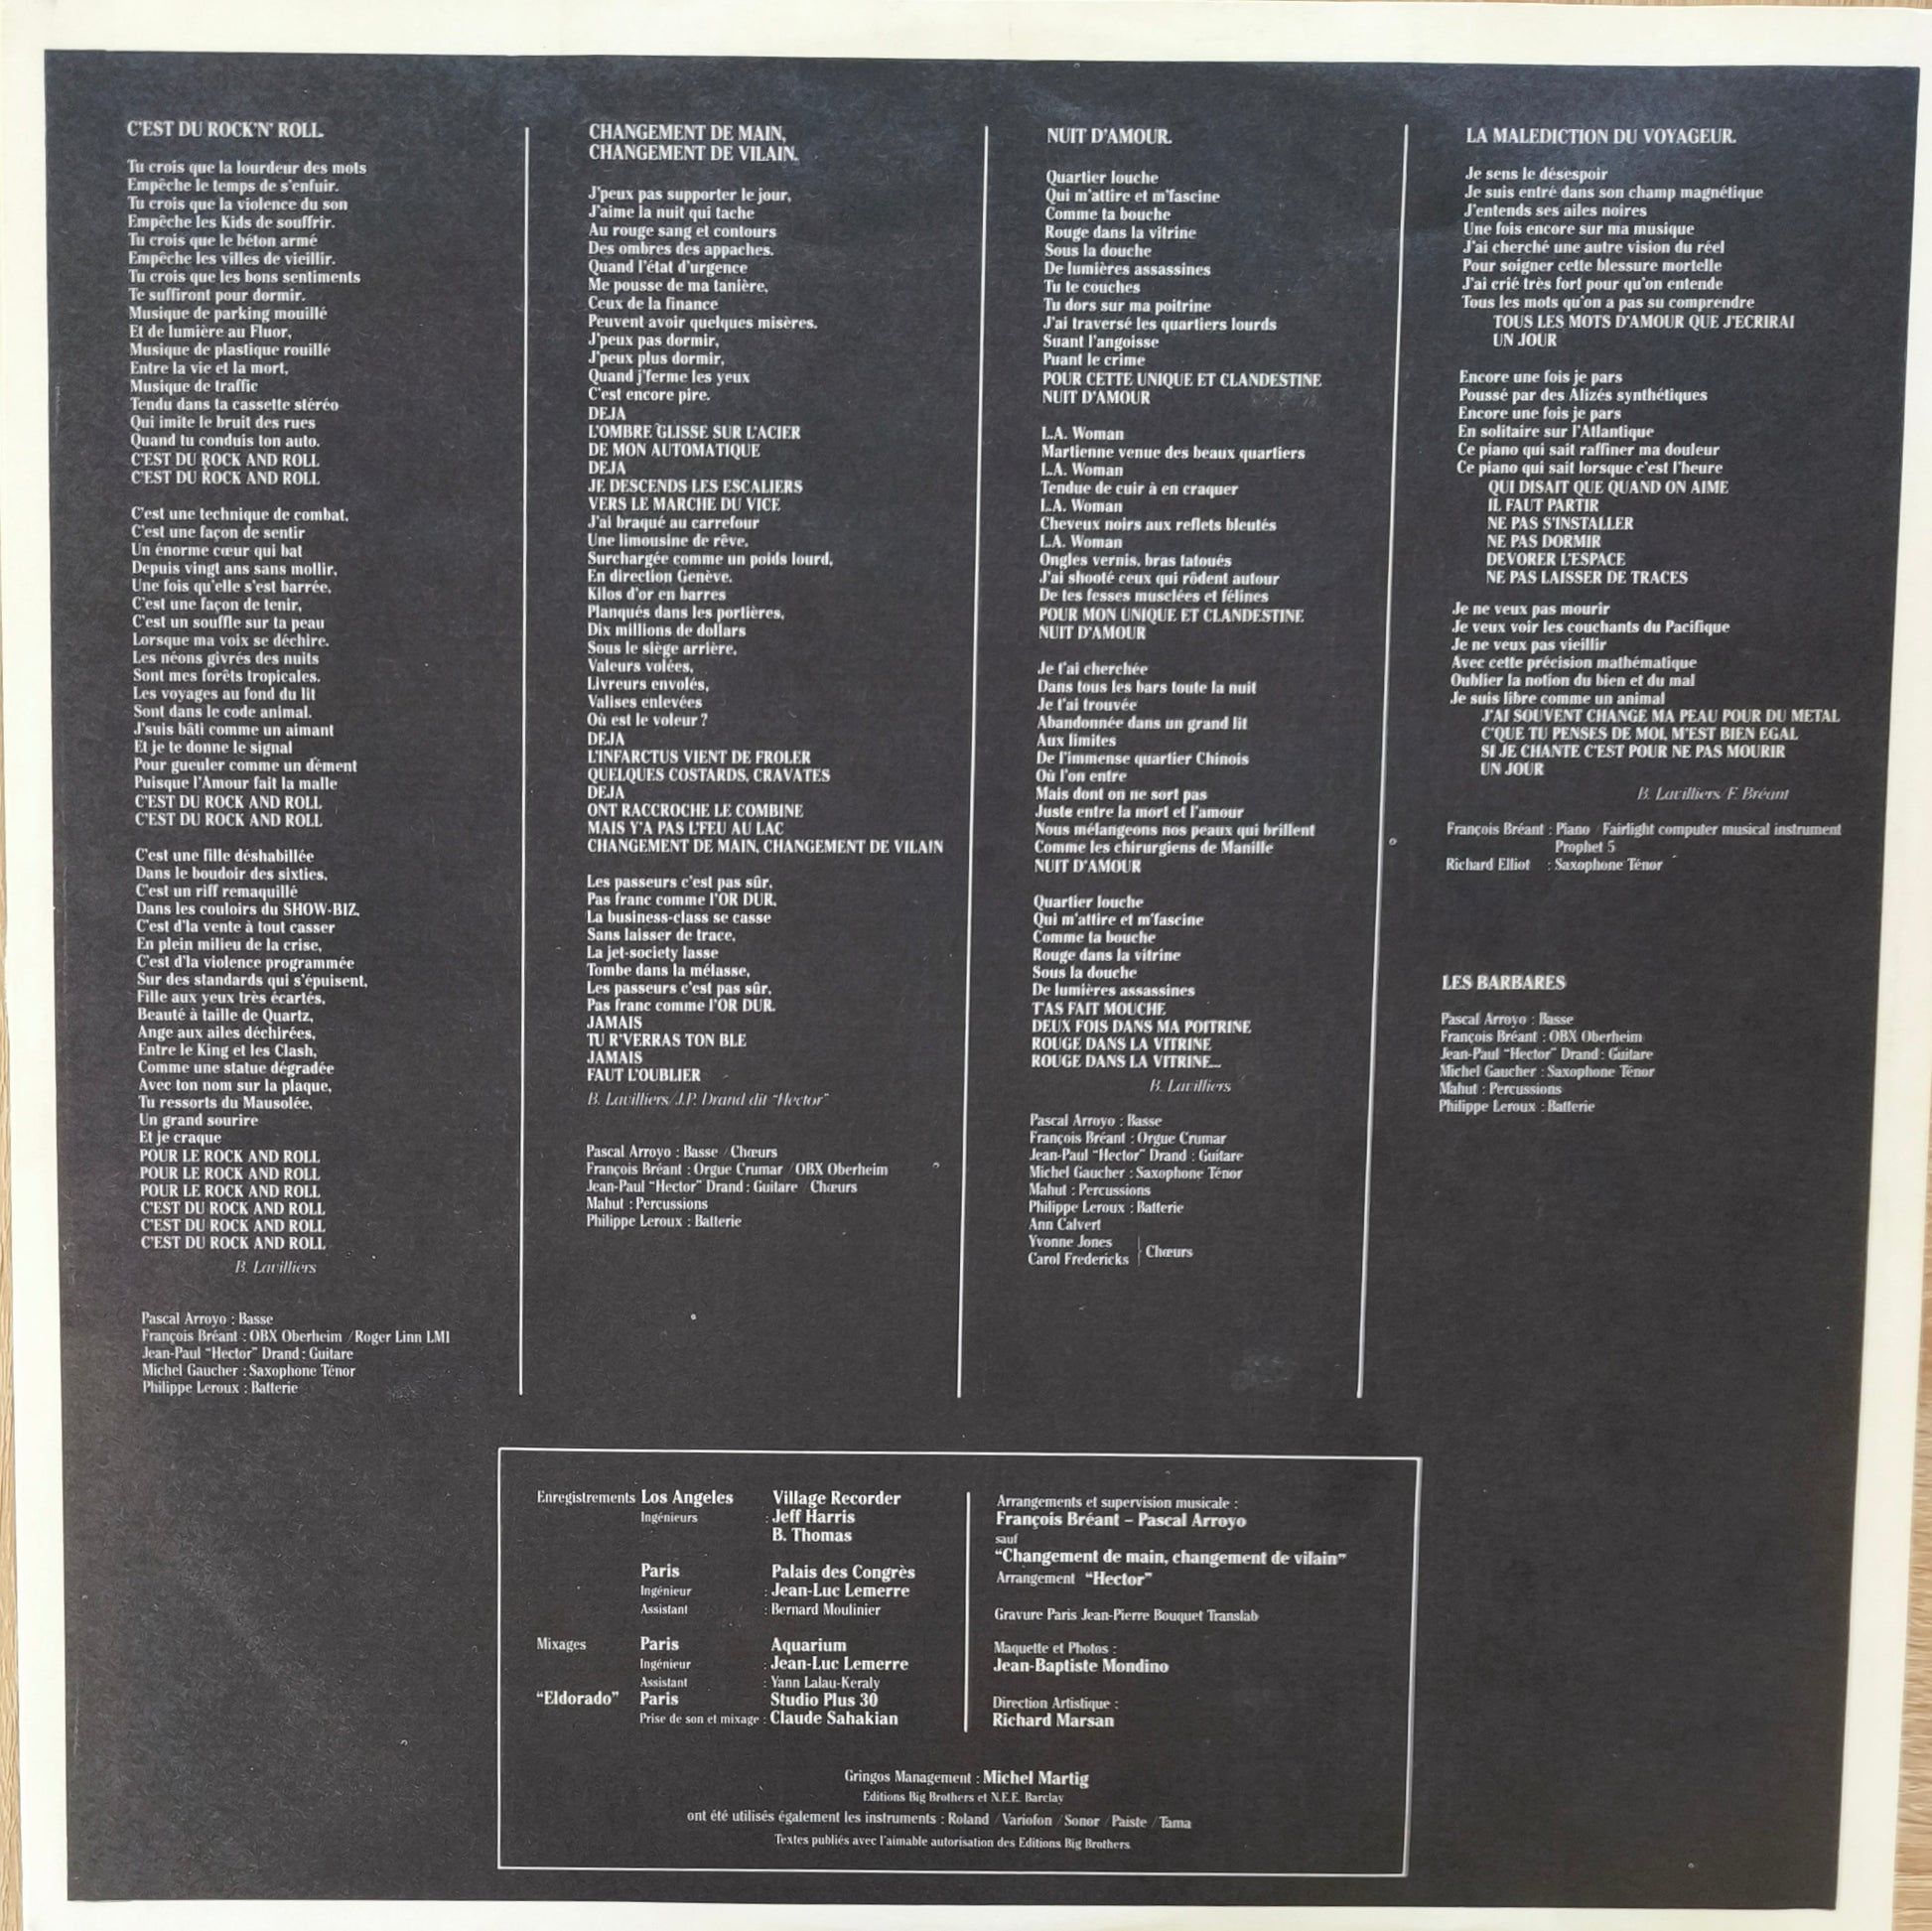 C'EST DU ROCK'N' ROLL.
Tu crois que la lourdeur des mots
Empêche le temps de s'enfuir.
Tu crois que la violence du son
Empêche les Kids de souffrir.
Tu crois que le béton armé
Empêche les villes de vieillir.
Tu crois que les bons sentiments
Te suffiront pour dormir.
Musique de parking mouillé
Et de lumière au Fluor,
Musique de plastique rouillé
Entre la vie et la mort,
Musique de traffic
Tendu dans ta cassette stéréo
Qui imite le bruit des rues
Quand tu conduis ton auto.
C'EST DU ROCK AND ROLL
C'EST DU ROCK AND ROLL
C'est une technique de combat,
C'est une façon de sentir
Un énorme cœur qui bat
Depuis vingt ans sans mollir,
Une fois qu'elle s'est barrée,
C'est une façon de tenir,
C'est un souffle sur ta peau
Lorsque ma voix se déchire.
Les néons givrés des nuits
Sont mes forêts tropicales.
Les voyages au fond du lit
Sont dans le code animal.
J'suis bâti comme un aimant
Et je te donne le signal
Pour gueuler comme un dément
Puisque l'Amour fait la malle
C'EST DU ROCK AND ROLL
C'EST DU ROCK AND ROLL
C'est une fille déshabillée
Dans le boudoir des sixties,
C'est un riff remaquillé
Dans les couloirs du SHOW-BIZ,
C'est d'la vente à tout casser
En plein milieu de la crise,
C'est d'la violence programmée
Sur des standards qui s'épuisent,
Fille aux yeux très écartés,
Beauté à taille de Quartz,
Ange aux ailes déchirées,
Entre le King et les Clash,
Comme une statue dégradée
Avec ton nom sur la plaque,
Tu ressorts du Mausolée,
Un grand sourire
Et je craque
POUR LE ROCK AND ROLL
POUR LE ROCK AND ROLL
POUR LE ROCK AND ROLL
C'EST DU ROCK AND ROLL
C'EST DU ROCK AND ROLL
C'EST DU ROCK AND ROLL
B. Lavilliers
Pascal Arroyo : Basse
François Bréant : OBX Oberheim / Roger Linn LM1
Jean-Paul "Hector" Drand : Guitare
Michel Gaucher : Saxophone Ténor
Philippe Leroux : Batterie
CHANGEMENT DE MAIN,
CHANGEMENT DE VILAIN.
J'peux pas supporter le jour,
J'aime la nuit qui tache
Au rouge sang et contours
Des ombres des appaches.
Quand l'état d'urgence
Me pousse de ma tanière,
Ceux de la finance
Peuvent avoir quelques misères.
J'peux pas dormir,
J'peux plus dormir,
Quand j'ferme les yeux
C'est encore pire.
DEJA
L'OMBRE GLISSE SUR L'ACIER
DE MON AUTOMATIQUE
DEJA
JE DESCENDS LES ESCALIERS
VERS LE MARCHE DU VICE
J'ai braqué au carrefour
Une limousine de rêve,
Surchargée comme un poids lourd,
En direction Genève.
Kilos d'or en barres
Planqués dans les portières,
Dix millions de dollars
Sous le siège arrière,
Valeurs volées,
Livreurs envolés,
Valises enlevées
Où est le voleur ?
DEJA
L'INFARCTUS VIENT DE FROLER
QUELQUES COSTARDS, CRAVATES
DEJA
ONT RACCROCHE LE COMBINE
MAIS Y'A PAS L'FEU AU LAC
CHANGEMENT DE MAIN, CHANGEMENT DE VILAIN
Les passeurs c'est pas sûr,
Pas franc comme l'OR DUR,
La business-class se casse
Sans laisser de trace,
La jet-society lasse
Tombe dans la mélasse,
Les passeurs c'est pas sûr,
Pas franc comme l'OR DUR.
JAMAIS
TU R'VERRAS TON BLE
JAMAIS
FAUT L'OUBLIER
B. Lavilliers/J.P. Drand dit "Hector"
Pascal Arroyo : Basse / Chœurs
François Bréant : Orgue Crumar / OBX Oberheim
Jean-Paul "Hector" Drand : Guitare / Chœurs
Mahut : Percussions
Philippe Leroux : Batterie
NUIT D'AMOUR.
Quartier louche
Qui m'attire et m'fascine
Comme ta bouche
Rouge dans la vitrine
Sous la douche
De lumières assassines
Tu te couches
Tu dors sur ma poitrine
J'ai traversé les quartiers lourds
Suant l'angoisse
Puant le crime
POUR CETTE UNIQUE ET CLANDESTINE
NUIT D'AMOUR
L.A. Woman
Martienne venue des beaux quartiers
L.A. Woman
Tendue de cuir à en craquer
L.A. Woman
Cheveux noirs aux reflets bleutés
L.A. Woman
Ongles vernis, bras tatoués
J'ai shooté ceux qui rôdent autour
De tes fesses musclées et félines
POUR MON UNIQUE ET CLANDESTINE
NUIT D'AMOUR
Je t'ai cherchée
Dans tous les bars toute la nuit
Je t'ai trouvée
Abandonnée dans un grand lit
Aux limites
De l'immense quartier Chinois
Où l'on entre
Mais dont on ne sort pas
Juste entre la mort et l'amour
Nous mélangeons nos peaux qui brillent
Comme les chirurgiens de Manille
NUIT D'AMOUR
Quartier louche
Qui m'attire et m'fascine
Comme ta bouche
Rouge dans la vitrine
Sous la douche
De lumières assassines
T'AS FAIT MOUCHE
DEUX FOIS DANS MA POITRINE
ROUGE DANS LA VITRINE
ROUGE DANS LA VITRINE...
B. Lavilliers
Pascal Arroyo : Basse
François Bréant : Orgue Crumar
Jean-Paul "Hector" Drand : Guitare
Michel Gaucher : Saxophone Ténor
Mahut : Percussions
Philippe Leroux : Batterie
Ann Calvert
Yvonne Jones
Carol Fredericks
Chœurs
LA MALEDICTION DU VOYAGEUR.
Je sens le désespoir
Je suis entré dans son champ magnétique
J'entends ses ailes noires
Une fois encore sur ma musique
J'ai cherché une autre vision du réel
Pour soigner cette blessure mortelle
J'ai crié très fort pour qu'on entende
Tous les mots qu'on a pas su comprendre
TOUS LES MOTS D'AMOUR QUE J'ECRIRAI
UN JOUR
Encore une fois je pars
Poussé par des Alizés synthétiques
Encore une fois je pars
En solitaire sur l'Atlantique
Ce piano qui sait raffiner ma douleur
Ce piano qui sait lorsque c'est l'heure
QUI DISAIT QUE QUAND ON AIME
IL FAUT PARTIR
NE PAS S'INSTALLER
NE PAS DORMIR
DEVORER L'ESPACE
NE PAS LAISSER DE TRACES
Je ne veux pas mourir
Je veux voir les couchants du Pacifique
Je ne veux pas vieillir
Avec cette précision mathématique
Oublier la notion du bien et du mal
Je suis libre comme un animal
J'AI SOUVENT CHANGE MA PEAU POUR DU METAL
C'QUE TU PENSES DE MOI, M'EST BIEN EGAL
SI JE CHANTE C'EST POUR NE PAS MOURIR
UN JOUR
B. Lavilliers/F. Bréant
François Bréant : Piano / Fairlight computer musical instrument
Prophet 5
Richard Elliot : Saxophone Ténor
LES BARBARES
Pascal Arroyo : Basse
François Bréant : OBX Oberheim
Jean-Paul "Hector" Drand : Guitare
Michel Gaucher : Saxophone Ténor
Mahut : Percussions
Philippe Leroux : Batterie
Enregistrements Los Angeles Village Recorder
Ingénieurs : Jeff Harris
B. Thomas
Paris Palais des Congrès
Ingénieur : Jean-Luc Lemerre
Assistant : Bernard Moulinier
Mixages Paris Aquarium
Ingénieur : Jean-Luc Lemerre
Assistant : Yann Lalau-Keraly
"Eldorado" Paris Studio Plus 30
Prise de son et mixage : Claude Sahakian
Arrangements et supervision musicale :
François Bréant – Pascal Arroyo
sauf
"Changement de main, changement de vilain"
Arrangement "Hector"
Gravure Paris Jean-Pierre Bouquet Translab
Maquette et Photos :
Jean-Baptiste Mondino
Direction Artistique :
Richard Marsan
Gringos Management : Michel Martig
Editions Big Brothers et N.E.E. Barclay
ont été utilisés également les instruments : Roland / Variofon / Sonor / Paiste / Tama
Textes publiés avec l'aimable autorisation des Editions Big Brothers.